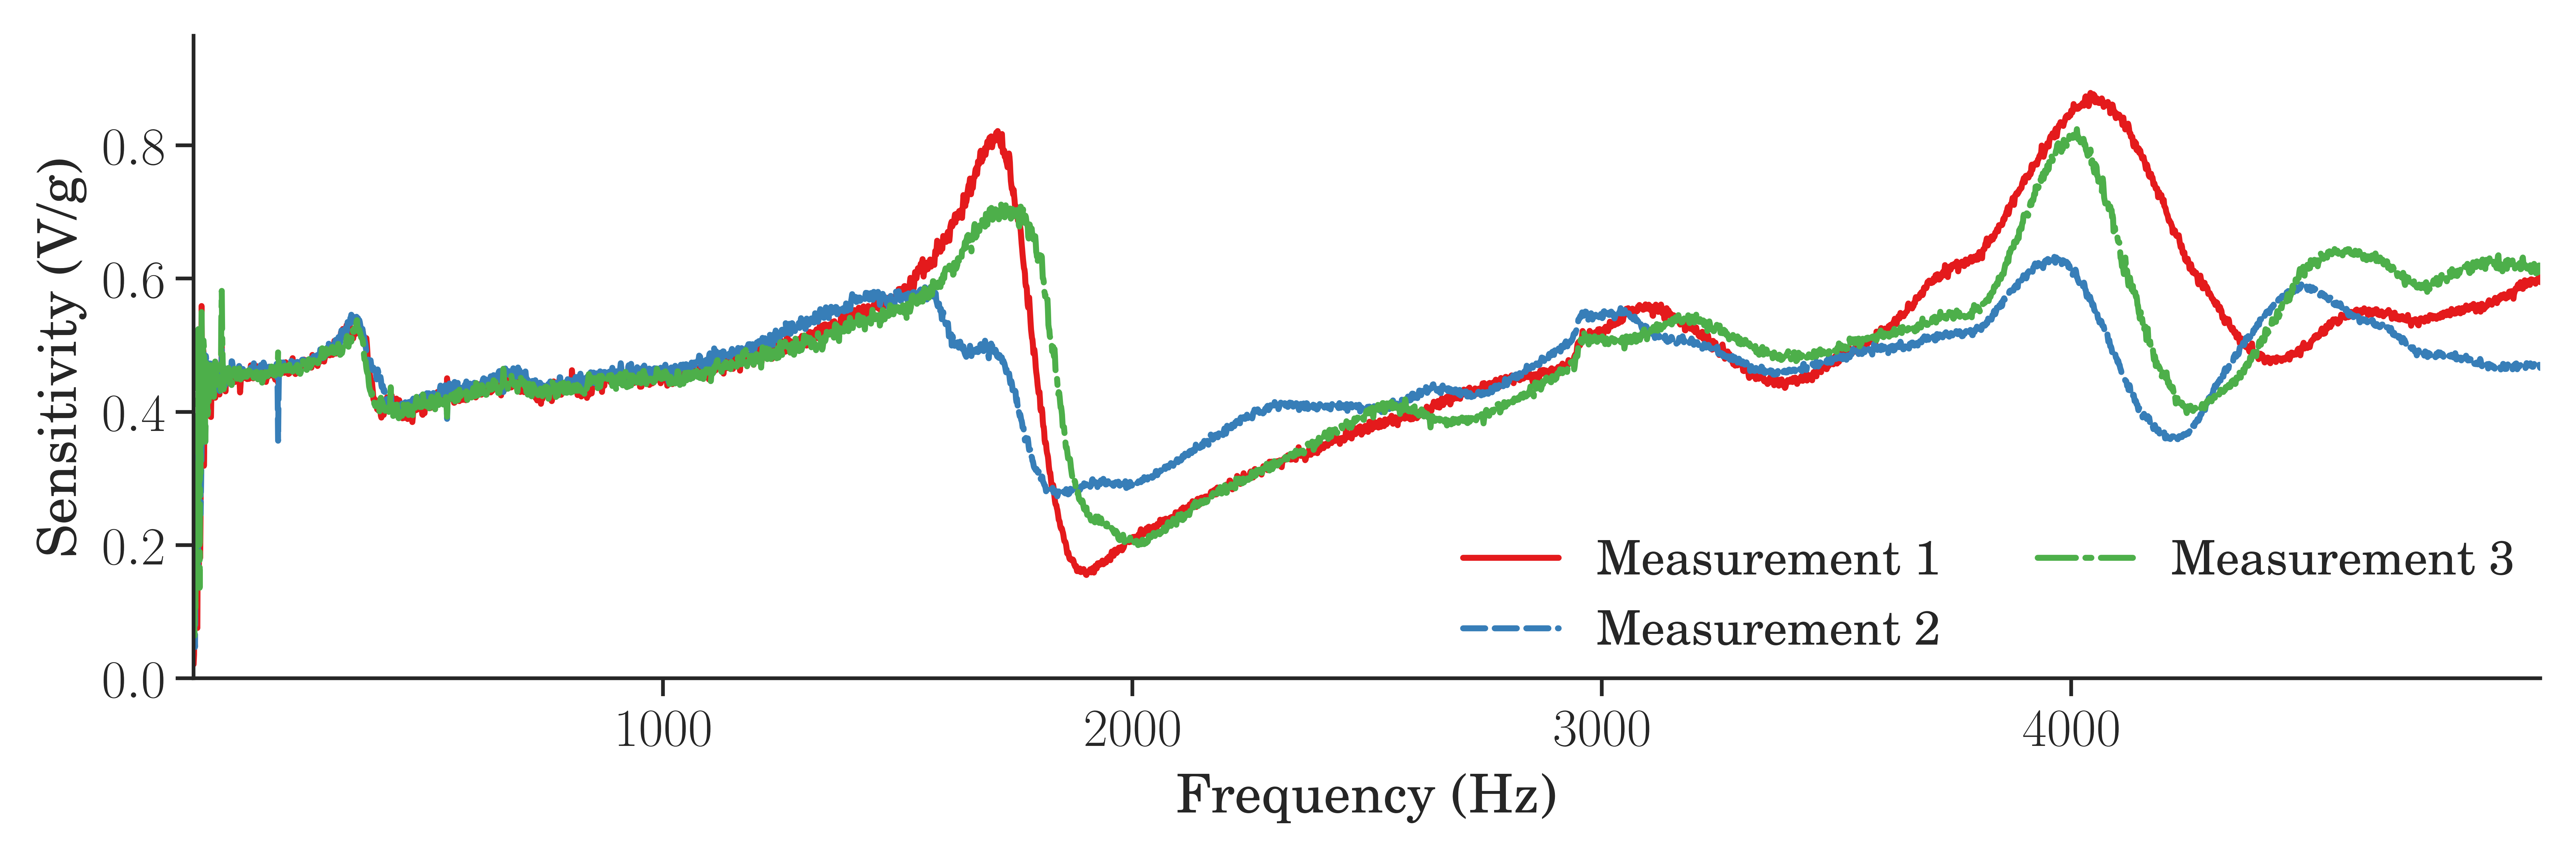 Sensitivity (V/g)
0.8
0.6
0.4
0.2
0.0
Measurement 1
Measurement 2
Measurement 3
1000 2000 3000 4000
Frequency (Hz)